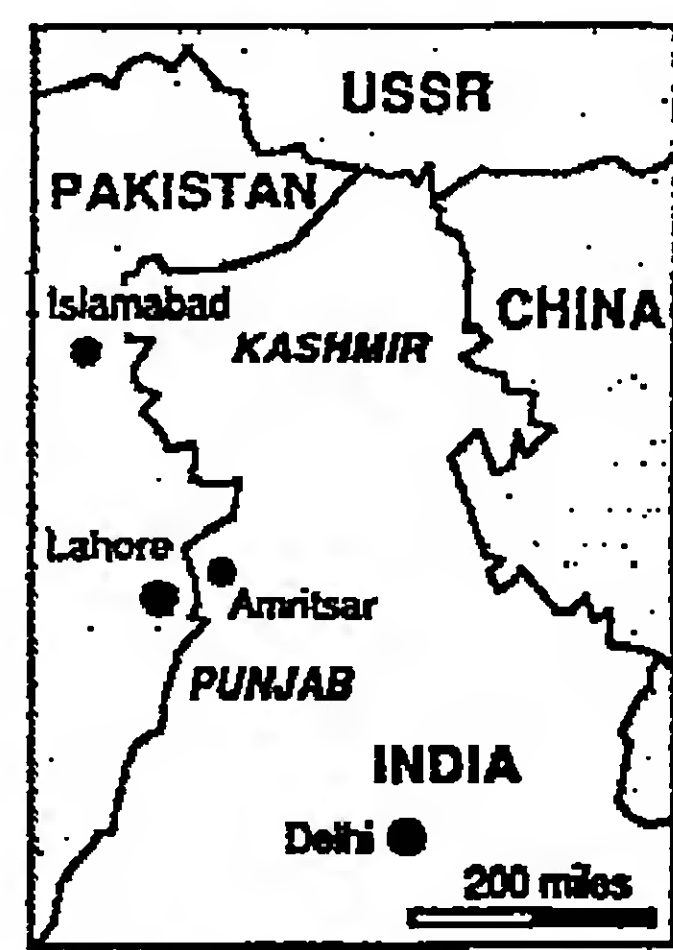 USSR
PAKISTAN
Islamabad
CHINA
KASHMIR
Lahore
Amritsar
PUNJAB
INDIA
Delhi
200 miles